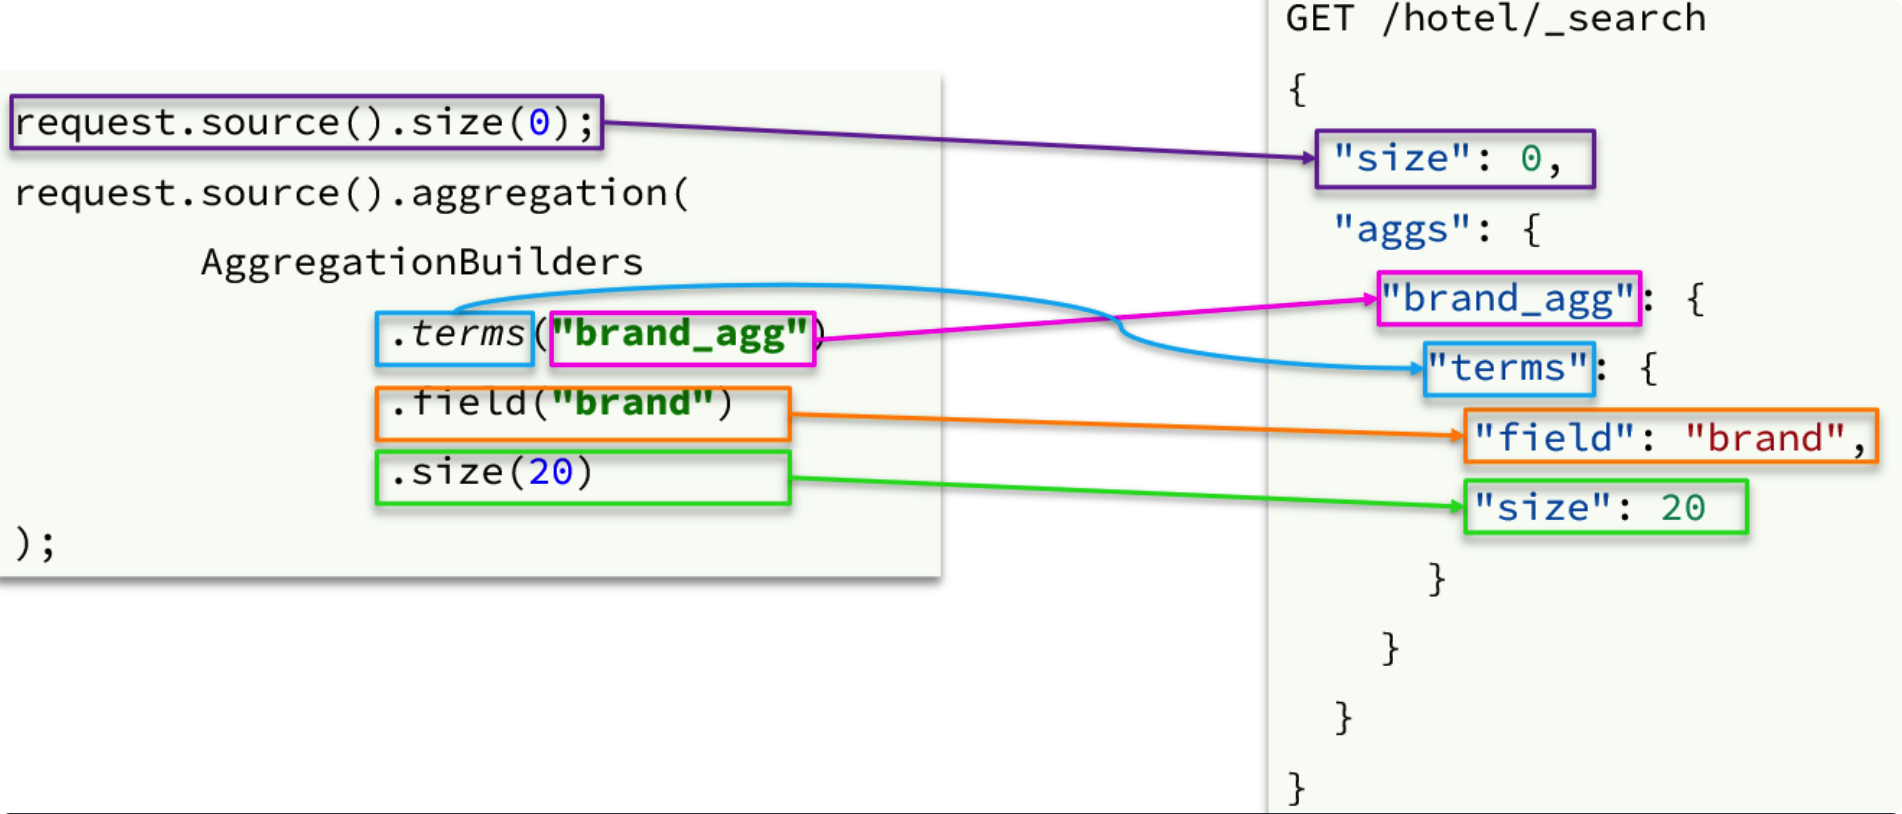 request.source().size(0);
request.source().aggregation(
AggregationBuilders
.terms("brand_agg")
.field("brand")
.size(20)
);
GET /hotel/_search
{
"size": 0,
"aggs": {
"brand_agg": {
"terms": {
"field": "brand",
"size": 20
}
}
}
}